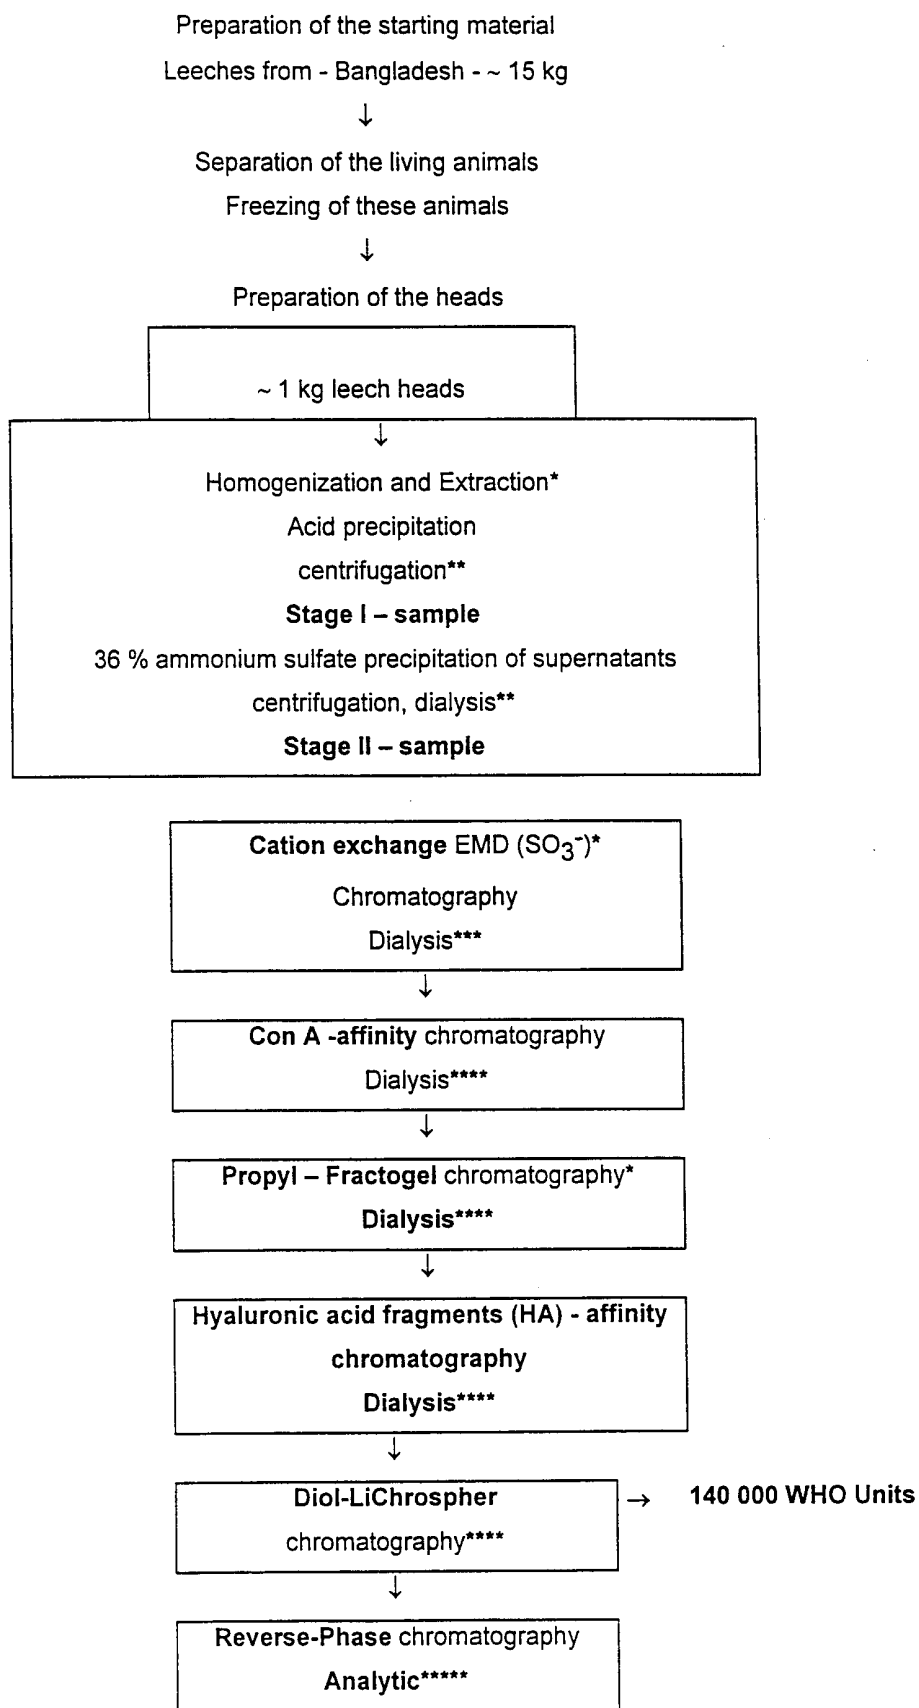 Preparation of the starting material
Leeches from - Bangladesh - ~ 15 kg
↓
Separation of the living animals
Freezing of these animals
↓
Preparation of the heads
~ 1 kg leech heads
↓
Homogenization and Extraction*
Acid precipitation
centrifugation**
Stage I – sample
36 % ammonium sulfate precipitation of supernatants
centrifugation, dialysis**
Stage II – sample
Cation exchange EMD (SO3-)*
Chromatography
Dialysis***
↓
Con A -affinity chromatography
Dialysis****
↓
Propyl – Fractogel chromatography*
Dialysis****
↓
Hyaluronic acid fragments (HA) - affinity
chromatography
Dialysis****
↓
Diol-LiChrospher → 140 000 WHO Units
chromatography****
↓
Reverse-Phase chromatography
Analytic*****